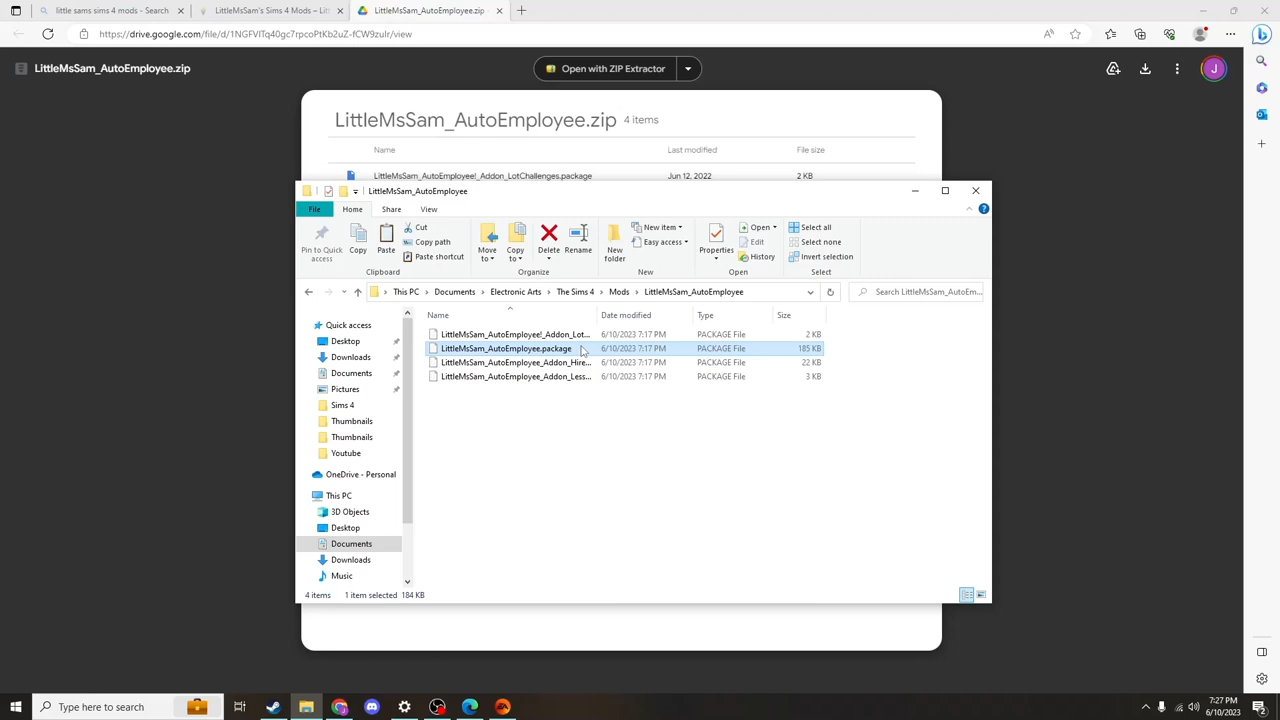 little sams sims 4 mods - Search
LittleMsSam's Sims 4 Mods – Litt
LittleMsSam_AutoEmployee.zip -
https://drive.google.com/file/d/1NGFVITq40gc7rpcoPtKb2uZ-fCW9zulr/view
LittleMsSam_AutoEmployee.zip
Open with ZIP Extractor
J
LittleMsSam_AutoEmployee.zip 4 items
Name Last modified File size
LittleMsSam_AutoEmployee!_Addon_LotChallenges.package Jun 12, 2022 2 KB
LittleMsSam_AutoEmployee
File Home Share View
Pin to Quick access
Copy
Paste
Cut
Copy path
Paste shortcut
Clipboard
Move to
Copy to
Delete
Rename
Organize
New folder
New item
Easy access
New
Properties
Open
Edit
History
Open
Select all
Select none
Invert selection
Select
This PC > Documents > Electronic Arts > The Sims 4 > Mods > LittleMsSam_AutoEmployee
Search LittleMsSam_AutoEm...
Name Date modified Type Size
LittleMsSam_AutoEmployee!_Addon_Lot... 6/10/2023 7:17 PM PACKAGE File 2 KB
LittleMsSam_AutoEmployee.package 6/10/2023 7:17 PM PACKAGE File 185 KB
LittleMsSam_AutoEmployee_Addon_Hire... 6/10/2023 7:17 PM PACKAGE File 22 KB
LittleMsSam_AutoEmployee_Addon_Less... 6/10/2023 7:17 PM PACKAGE File 3 KB
Quick access
Desktop
Downloads
Documents
Pictures
Sims 4
Thumbnails
Thumbnails
Youtube
OneDrive - Personal
This PC
3D Objects
Desktop
Documents
Downloads
Music
4 items 1 item selected 184 KB
Type here to search
7:27 PM
6/10/2023
2